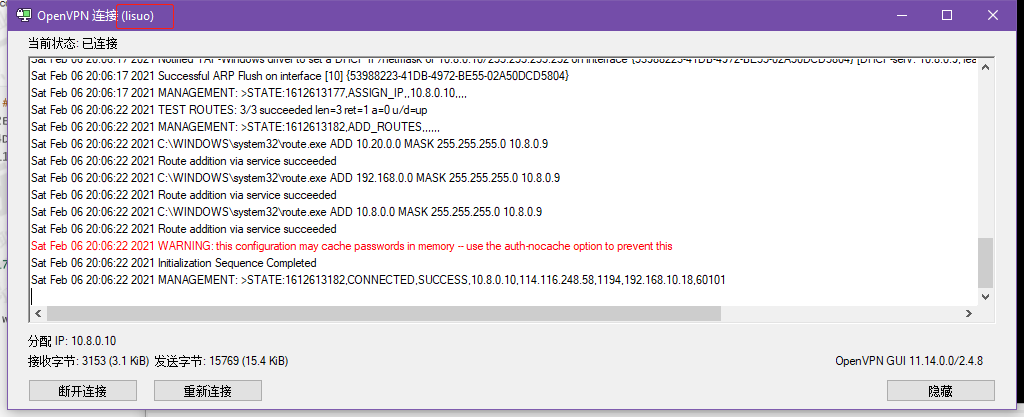 OpenVPN 连接 (lisuo)
当前状态: 已连接
Sat Feb 06 20:06:17 2021 Notified TAP-Windows driver to set a DHCP IP/netmask of 10.8.0.10/255.255.255.252 on interface {53988223-41DB-4972-BE55-02A50DCD5804} [DHCP-serv: 10.8.0.9, lea
Sat Feb 06 20:06:17 2021 Successful ARP Flush on interface [10] {53988223-41DB-4972-BE55-02A50DCD5804}
Sat Feb 06 20:06:17 2021 MANAGEMENT: >STATE:1612613177,ASSIGN_IP,,10.8.0.10,,,,
Sat Feb 06 20:06:22 2021 TEST ROUTES: 3/3 succeeded len=3 ret=1 a=0 u/d=up
Sat Feb 06 20:06:22 2021 MANAGEMENT: >STATE:1612613182,ADD_ROUTES,,,,,,
Sat Feb 06 20:06:22 2021 C:\WINDOWS\system32\route.exe ADD 10.20.0.0 MASK 255.255.255.0 10.8.0.9
Sat Feb 06 20:06:22 2021 Route addition via service succeeded
Sat Feb 06 20:06:22 2021 C:\WINDOWS\system32\route.exe ADD 192.168.0.0 MASK 255.255.255.0 10.8.0.9
Sat Feb 06 20:06:22 2021 Route addition via service succeeded
Sat Feb 06 20:06:22 2021 C:\WINDOWS\system32\route.exe ADD 10.8.0.0 MASK 255.255.255.0 10.8.0.9
Sat Feb 06 20:06:22 2021 Route addition via service succeeded
Sat Feb 06 20:06:22 2021 WARNING: this configuration may cache passwords in memory -- use the auth-nocache option to prevent this
Sat Feb 06 20:06:22 2021 Initialization Sequence Completed
Sat Feb 06 20:06:22 2021 MANAGEMENT: >STATE:1612613182,CONNECTED,SUCCESS,10.8.0.10,114.116.248.58,1194,192.168.10.18,60101
分配 IP: 10.8.0.10
接收字节: 3153 (3.1 KiB) 发送字节: 15769 (15.4 KiB)
OpenVPN GUI 11.14.0.0/2.4.8
断开连接
重新连接
隐藏